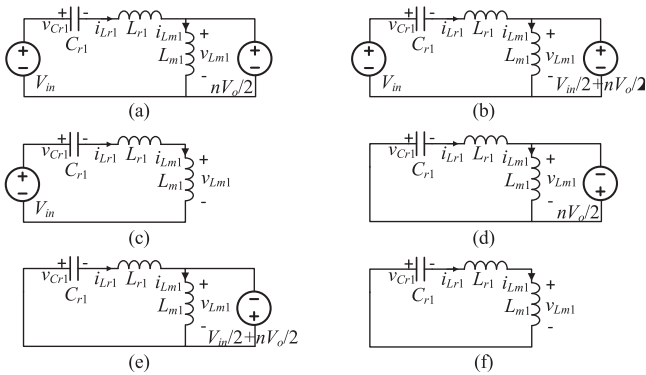 + - v_Cr1 C_r1 i_Lr1 L_r1 i_Lm1 L_m1 + v_Lm1 - + - V_in + - nV_o/2
(a)
+ - v_Cr1 C_r1 i_Lr1 L_r1 i_Lm1 L_m1 + v_Lm1 - + - V_in + - V_in/2+nV_o/2
(b)
+ - v_Cr1 C_r1 i_Lr1 L_r1 i_Lm1 L_m1 + v_Lm1 - + - V_in
(c)
+ - v_Cr1 C_r1 i_Lr1 L_r1 i_Lm1 L_m1 + v_Lm1 - - + nV_o/2
(d)
+ - v_Cr1 C_r1 i_Lr1 L_r1 i_Lm1 L_m1 + v_Lm1 - - + V_in/2+nV_o/2
(e)
+ - v_Cr1 C_r1 i_Lr1 L_r1 i_Lm1 L_m1 + v_Lm1 -
(f)